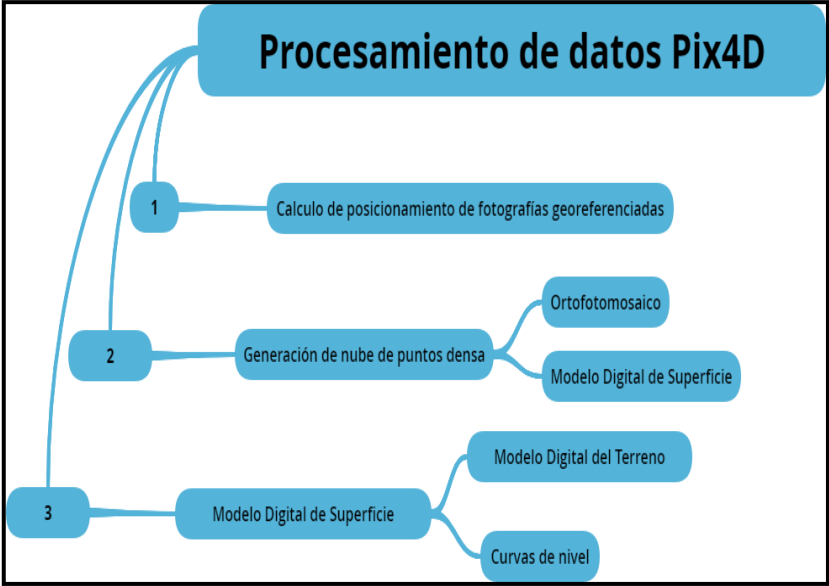 Procesamiento de datos Pix4D
1
Calculo de posicionamiento de fotografías georeferenciadas
2
Generación de nube de puntos densa
Ortofotomosaico
Modelo Digital de Superficie
3
Modelo Digital de Superficie
Modelo Digital del Terreno
Curvas de nivel